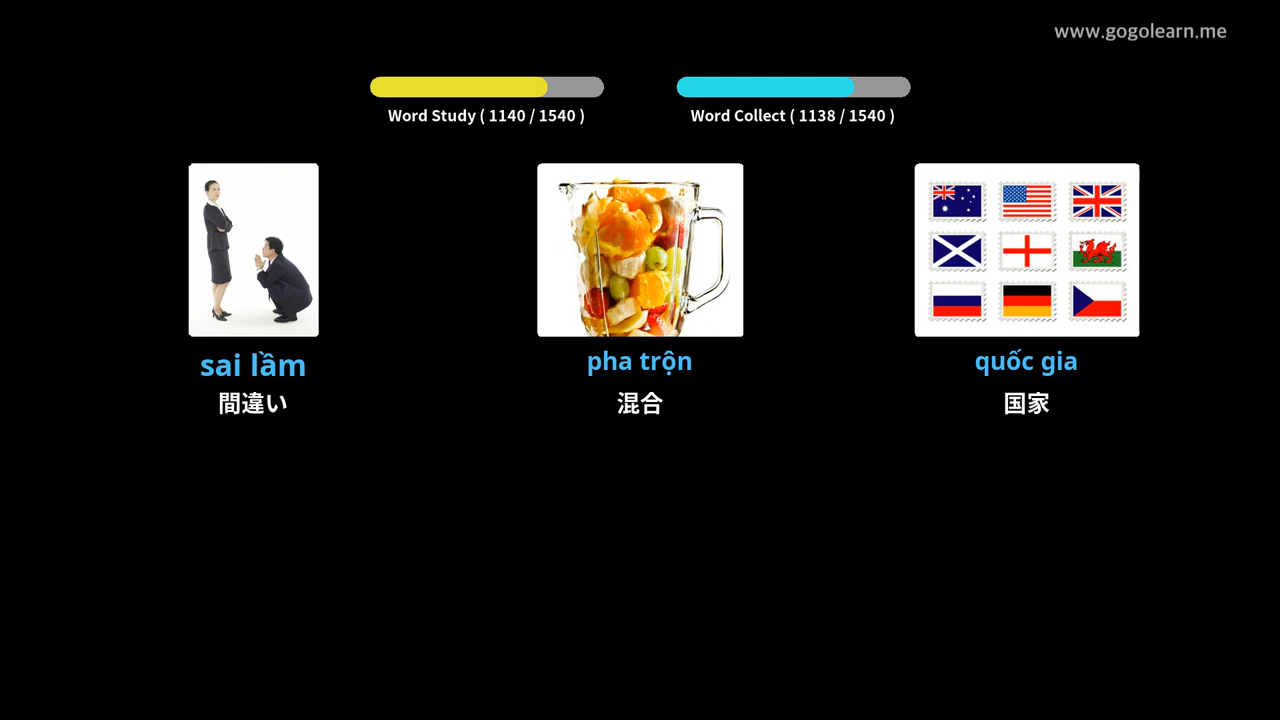 www.gogolearn.me
Word Study ( 1140 / 1540 )
Word Collect ( 1138 / 1540 )
sai lầm
間違い
pha trộn
混合
quốc gia
国家